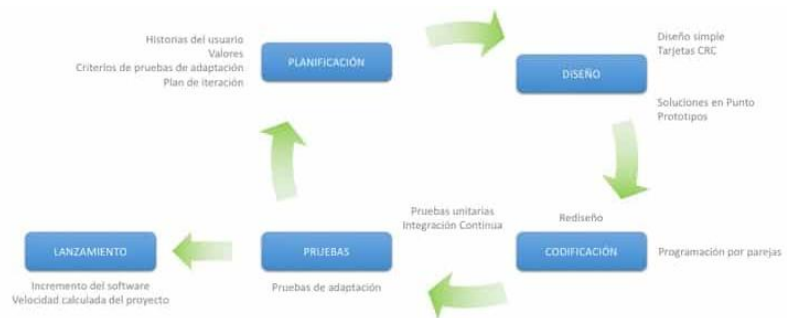 Historias del usuario
Valores
Criterios de pruebas de adaptación
Plan de iteración
PLANIFICACIÓN
Diseño simple
Tarjetas CRC
DISEÑO
Soluciones en Punto
Prototipos
Pruebas unitarias
Integración Continua
Rediseño
LANZAMIENTO
PRUEBAS
CODIFICACIÓN
Programación por parejas
Incremento del software
Velocidad calculada del proyecto
Pruebas de adaptación